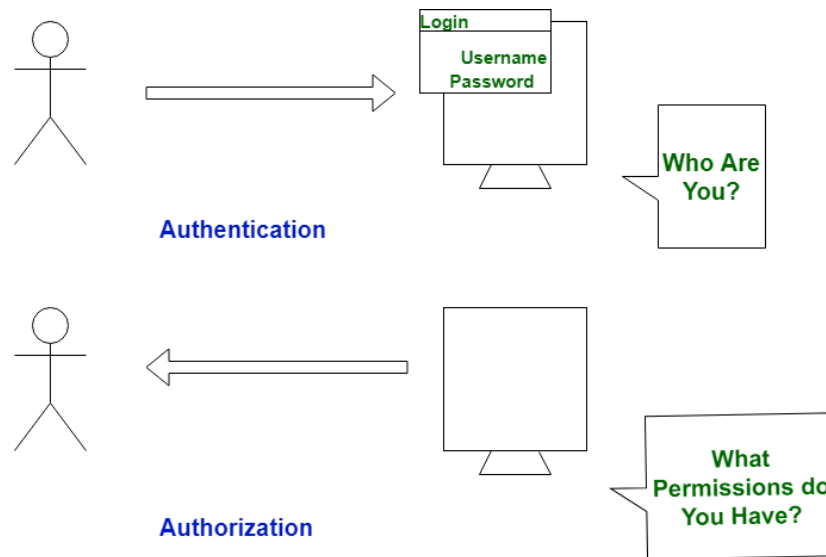 Login
Username
Password
Who Are
You?
Authentication
What
Permissions do
You Have?
Authorization